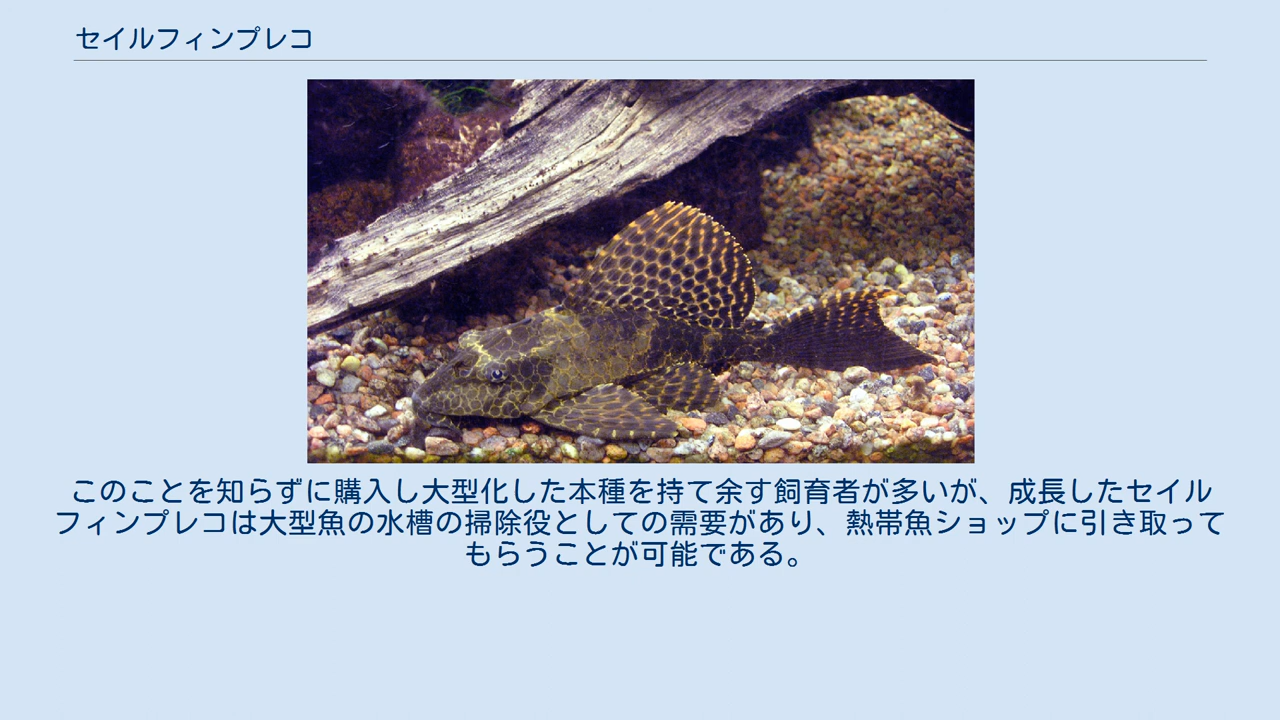 セイルフィンプレコ
このことを知らずに購入し大型化した本種を持て余す飼育者が多いが、成長したセイル
フィンプレコは大型魚の水槽の掃除役としての需要があり、熱帯魚ショップに引き取って
もらうことが可能である。